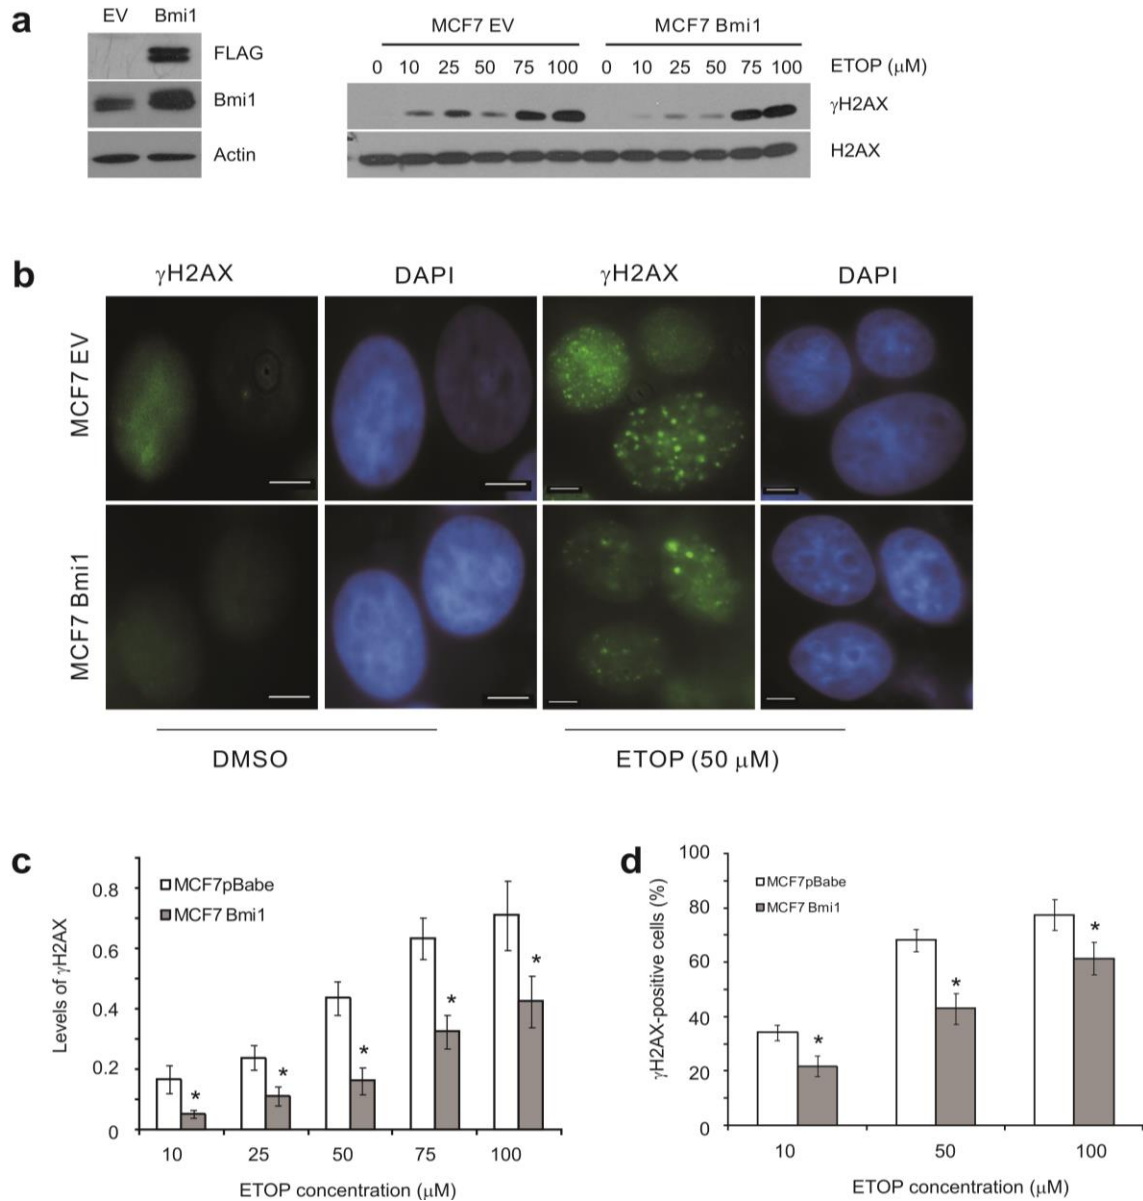 a
EV Bmi1
FLAG
Bmi1
Actin
MCF7 EV MCF7 Bmi1
0 10 25 50 75 100 0 10 25 50 75 100 ETOP (μM)
γH2AX
H2AX
b
γH2AX DAPI γH2AX DAPI
MCF7 EV
MCF7 Bmi1
DMSO ETOP (50 μM)
c
Levels of γH2AX
0.8
0.6
0.4
0.2
0
MCF7pBabe
MCF7 Bmi1
* * * * *
10 25 50 75 100
ETOP concentration (μM)
d
γH2AX-positive cells (%)
100
80
60
40
20
0
MCF7pBabe
MCF7 Bmi1
* * *
10 50 100
ETOP concentration (μM)